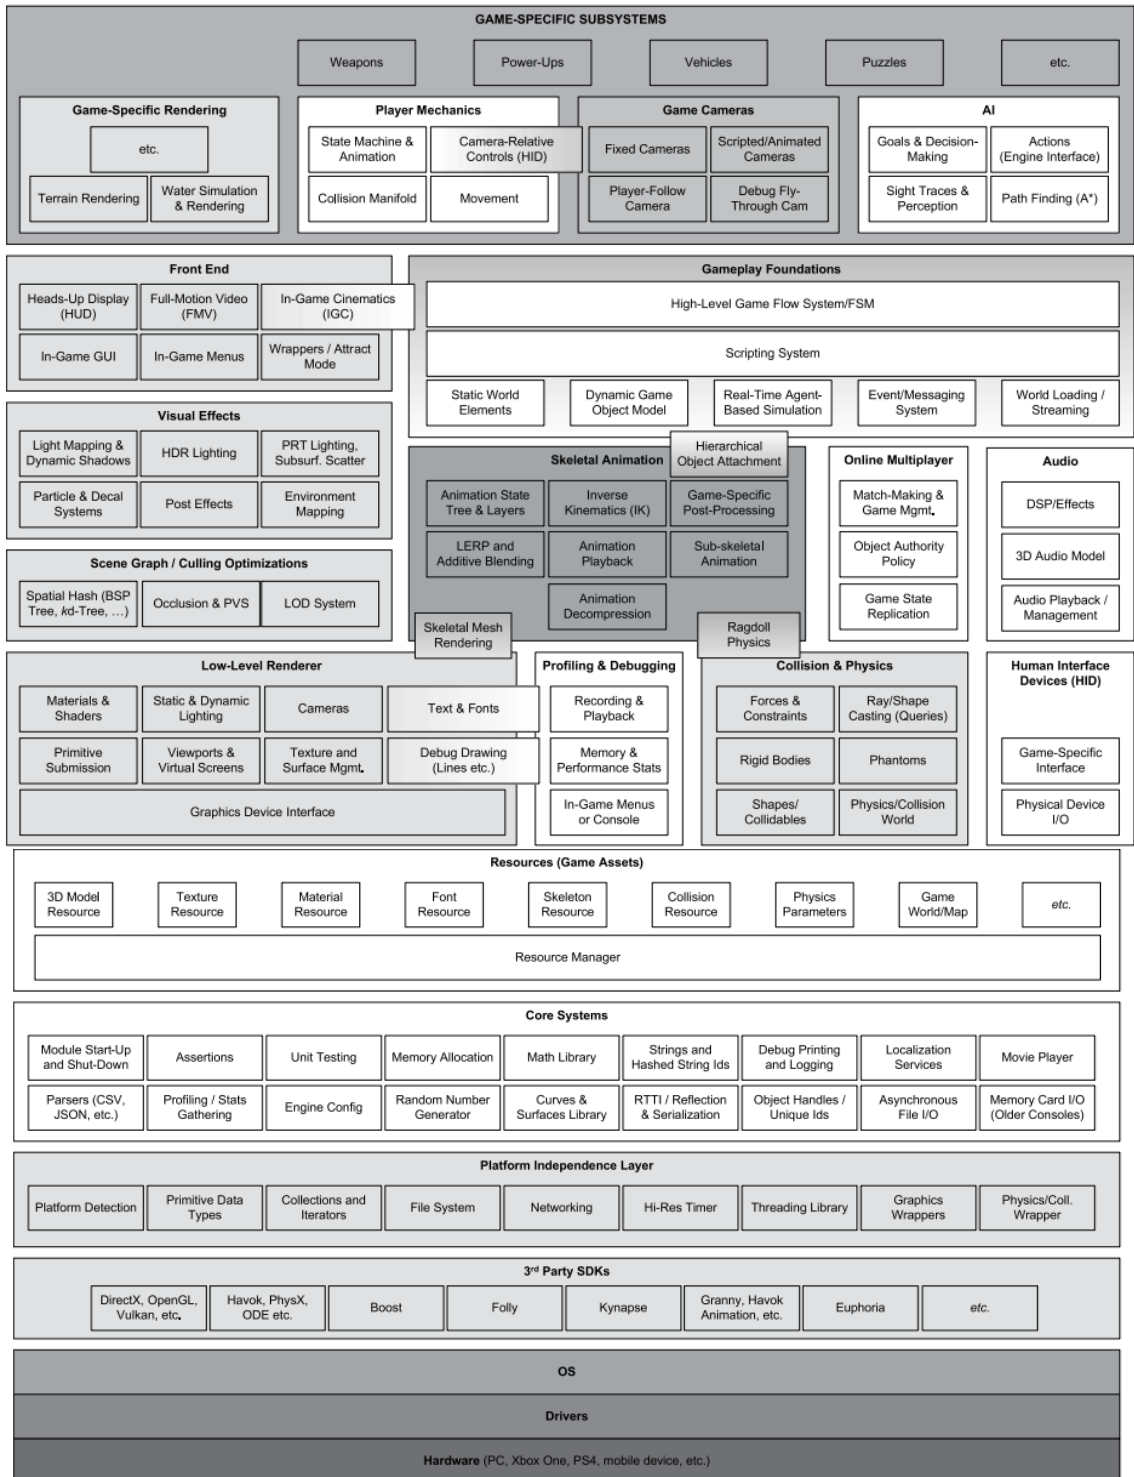 GAME-SPECIFIC SUBSYSTEMS
Weapons
Power-Ups
Vehicles
Puzzles
etc.
Game-Specific Rendering
etc.
Terrain Rendering
Water Simulation
& Rendering
Player Mechanics
State Machine &
Animation
Camera-Relative
Controls (HID)
Collision Manifold
Movement
Game Cameras
Fixed Cameras
Scripted/Animated
Cameras
Player-Follow
Camera
Debug Fly-
Through Cam
AI
Goals & Decision-
Making
Actions
(Engine Interface)
Sight Traces &
Perception
Path Finding (A*)
Front End
Heads-Up Display
(HUD)
Full-Motion Video
(FMV)
In-Game Cinematics
(IGC)
In-Game GUI
In-Game Menus
Wrappers / Attract
Mode
Gameplay Foundations
High-Level Game Flow System/FSM
Scripting System
Static World
Elements
Dynamic Game
Object Model
Real-Time Agent-
Based Simulation
Event/Messaging
System
World Loading /
Streaming
Visual Effects
Light Mapping &
Dynamic Shadows
HDR Lighting
PRT Lighting,
Subsurf. Scatter
Particle & Decal
Systems
Post Effects
Environment
Mapping
Skeletal Animation
Hierarchical
Object Attachment
Animation State
Tree & Layers
Inverse
Kinematics (IK)
Game-Specific
Post-Processing
LERP and
Additive Blending
Animation
Playback
Sub-skeletal
Animation
Animation
Decompression
Online Multiplayer
Match-Making &
Game Mgmt.
Object Authority
Policy
Game State
Replication
Audio
DSP/Effects
3D Audio Model
Audio Playback /
Management
Scene Graph / Culling Optimizations
Spatial Hash (BSP
Tree, kd-Tree, …)
Occlusion & PVS
LOD System
Skeletal Mesh
Rendering
Ragdoll
Physics
Low-Level Renderer
Materials &
Shaders
Static & Dynamic
Lighting
Cameras
Text & Fonts
Primitive
Submission
Viewports &
Virtual Screens
Texture and
Surface Mgmt.
Debug Drawing
(Lines etc.)
Graphics Device Interface
Profiling & Debugging
Recording &
Playback
Memory &
Performance Stats
In-Game Menus
or Console
Collision & Physics
Forces &
Constraints
Ray/Shape
Casting (Queries)
Rigid Bodies
Phantoms
Shapes/
Collidables
Physics/Collision
World
Human Interface
Devices (HID)
Game-Specific
Interface
Physical Device
I/O
Resources (Game Assets)
3D Model
Resource
Texture
Resource
Material
Resource
Font
Resource
Skeleton
Resource
Collision
Resource
Physics
Parameters
Game
World/Map
etc.
Resource Manager
Core Systems
Module Start-Up
and Shut-Down
Assertions
Unit Testing
Memory Allocation
Math Library
Strings and
Hashed String Ids
Debug Printing
and Logging
Localization
Services
Movie Player
Parsers (CSV,
JSON, etc.)
Profiling / Stats
Gathering
Engine Config
Random Number
Generator
Curves &
Surfaces Library
RTTI / Reflection
& Serialization
Object Handles /
Unique Ids
Asynchronous
File I/O
Memory Card I/O
(Older Consoles)
Platform Independence Layer
Platform Detection
Primitive Data
Types
Collections and
Iterators
File System
Networking
Hi-Res Timer
Threading Library
Graphics
Wrappers
Physics/Coll.
Wrapper
3rd Party SDKs
DirectX, OpenGL,
Vulkan, etc.
Havok, PhysX,
ODE etc.
Boost
Folly
Kynapse
Granny, Havok
Animation, etc.
Euphoria
etc.
OS
Drivers
Hardware (PC, Xbox One, PS4, mobile device, etc.)